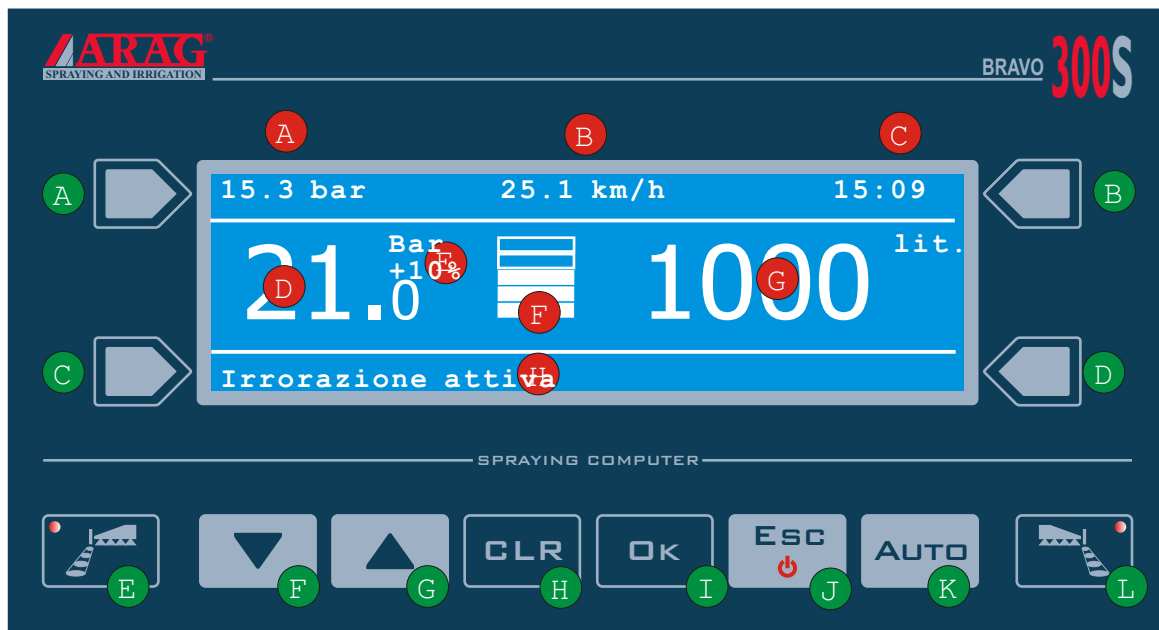 ARAG®
SPRAYING AND IRRIGATION
BRAVO 300S
A B C
A B
15.3 bar 25.1 km/h 15:09
21.0 Bar +10% 1000 lit.
D E F G
C D
Irrorazione attiva
H
SPRAYING COMPUTER
CLR OK ESC AUTO
E F G H I J K L